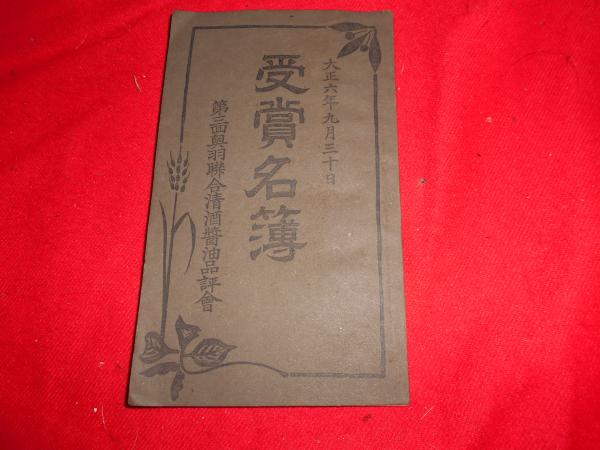 大正六年九月三十日
受賞名簿
第三回奥羽聯合清酒醬油品評會